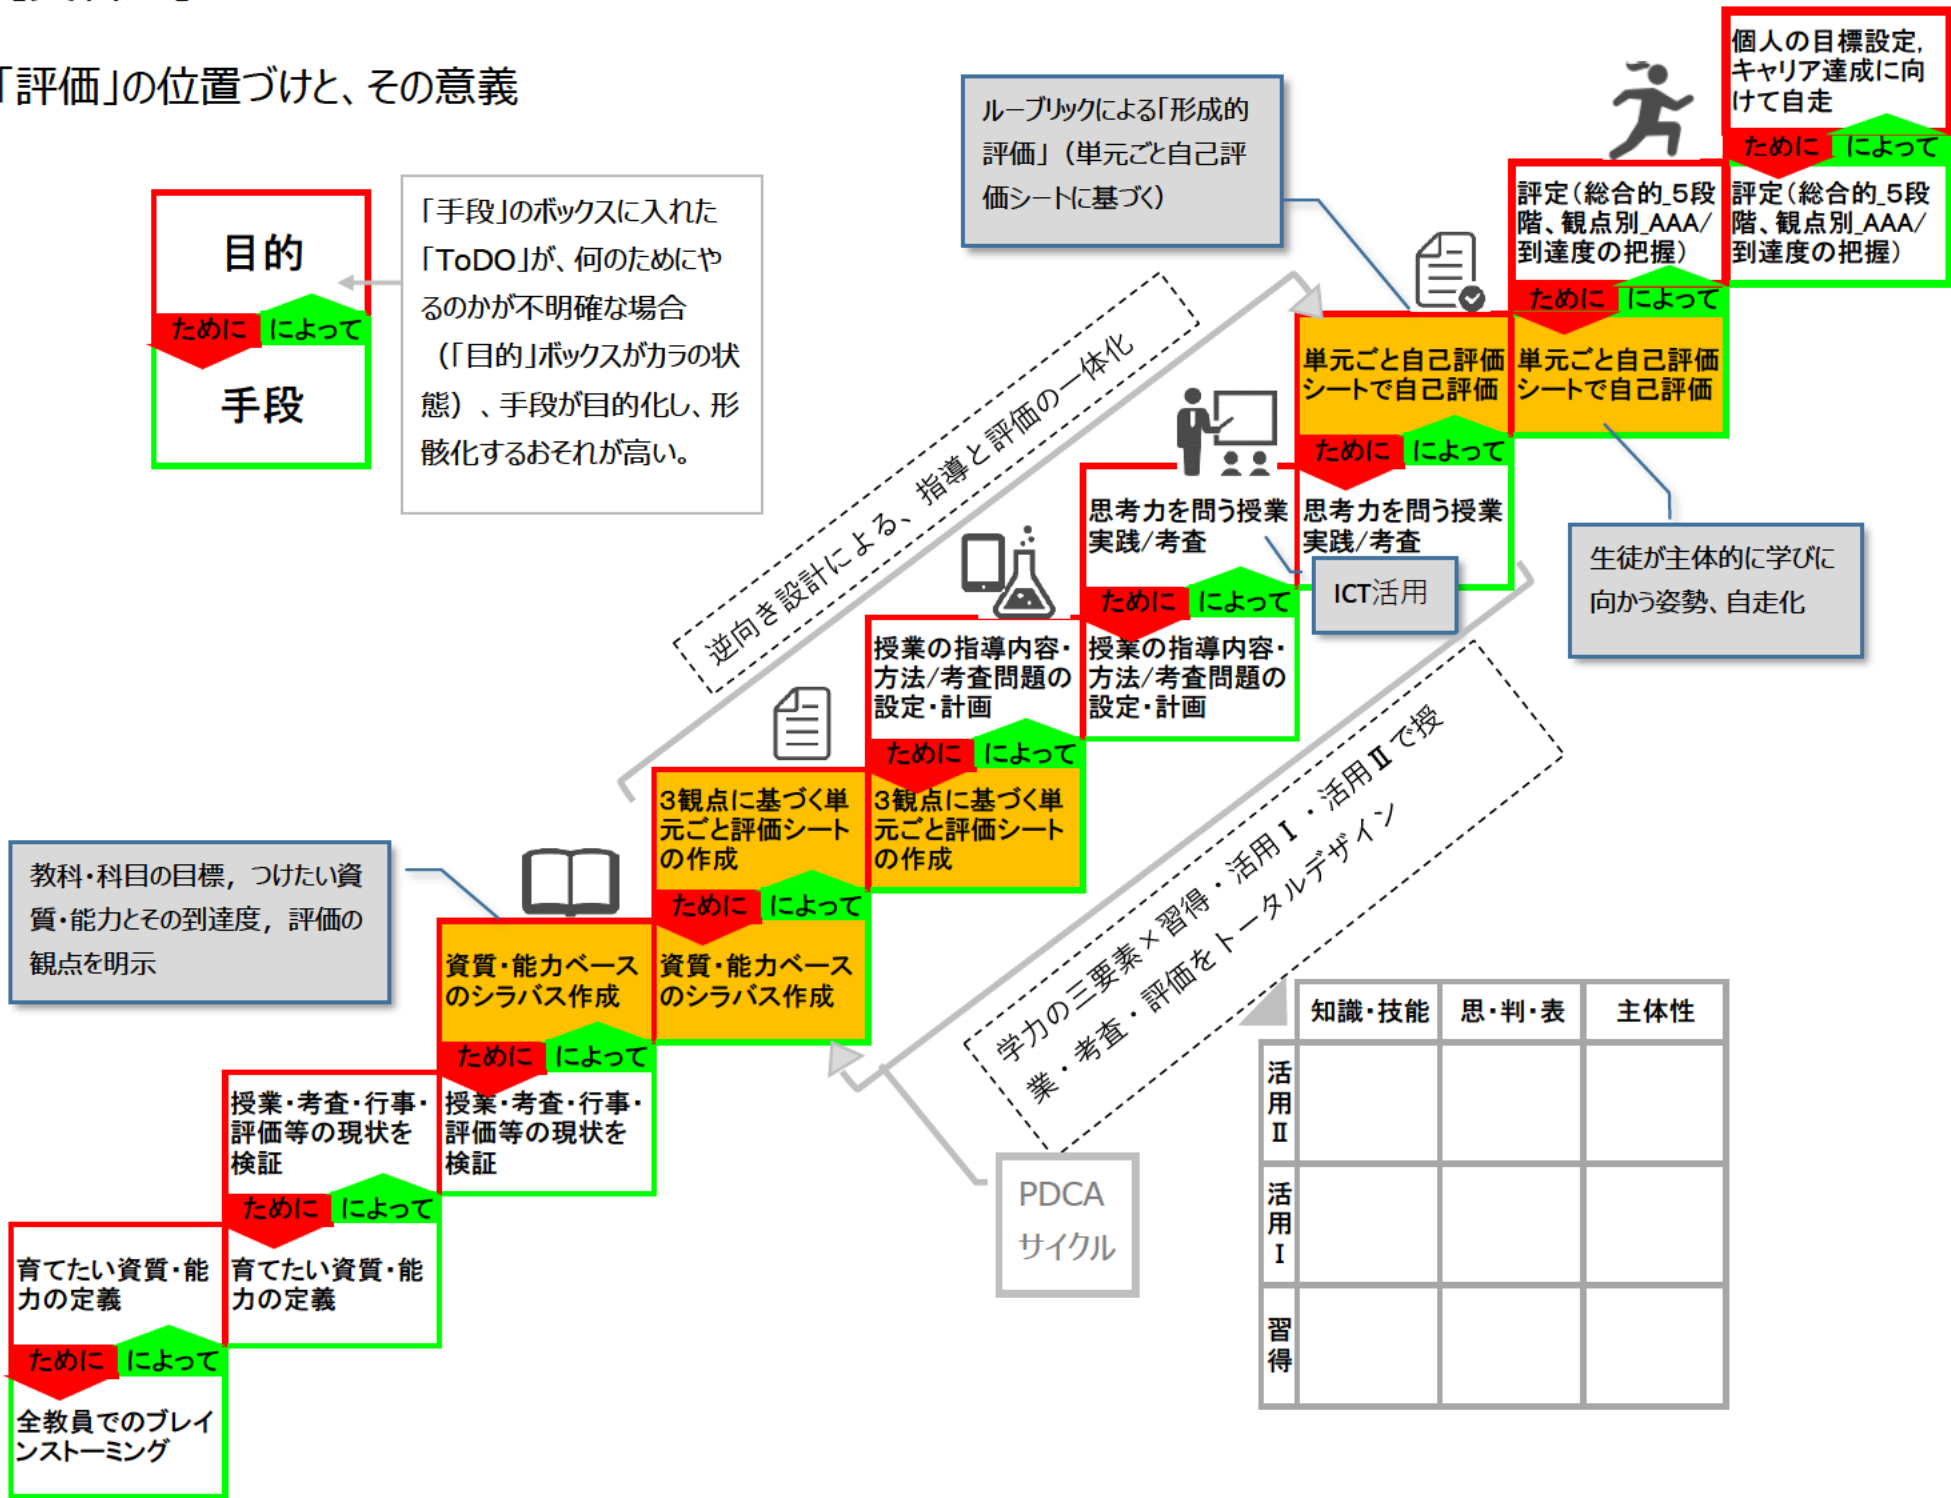 「評価」の位置づけと、その意義
目的
ために
によって
手段
「手段」のボックスに入れた
「ToDO」が、何のためにや
るのかが不明確な場合
（「目的」ボックスがカラの状
態）、手段が目的化し、形
骸化するおそれが高い。
ルーブリックによる「形成的
評価」（単元ごと自己評
価シートに基づく）
個人の目標設定,
キャリア達成に向
けて自走
ために
によって
評定（総合的_5段
階、観点別_AAA/
到達度の把握）
評定（総合的_5段
階、観点別_AAA/
到達度の把握）
ために
によって
単元ごと自己評価
シートで自己評価
単元ごと自己評価
シートで自己評価
ために
によって
生徒が主体的に学びに
向かう姿勢、自走化
思考力を問う授業
実践/考査
思考力を問う授業
実践/考査
ICT活用
ために
によって
逆向き設計による、指導と評価の一体化
授業の指導内容・
方法/考査問題の
設定・計画
授業の指導内容・
方法/考査問題の
設定・計画
ために
によって
3観点に基づく単
元ごと評価シート
の作成
3観点に基づく単
元ごと評価シート
の作成
ために
によって
教科・科目の目標，つけたい資
質・能力とその到達度，評価の
観点を明示
資質・能力ベース
のシラバス作成
資質・能力ベース
のシラバス作成
ために
によって
学力の三要素×習得・活用Ⅰ・活用Ⅱで授
業・考査・評価をトータルデザイン
PDCA
サイクル
授業・考査・行事・
評価等の現状を
検証
授業・考査・行事・
評価等の現状を
検証
ために
によって
育てたい資質・能
力の定義
育てたい資質・能
力の定義
ために
によって
全教員でのブレイ
ンストーミング
知識・技能
思・判・表
主体性
活用Ⅱ
活用Ⅰ
習得